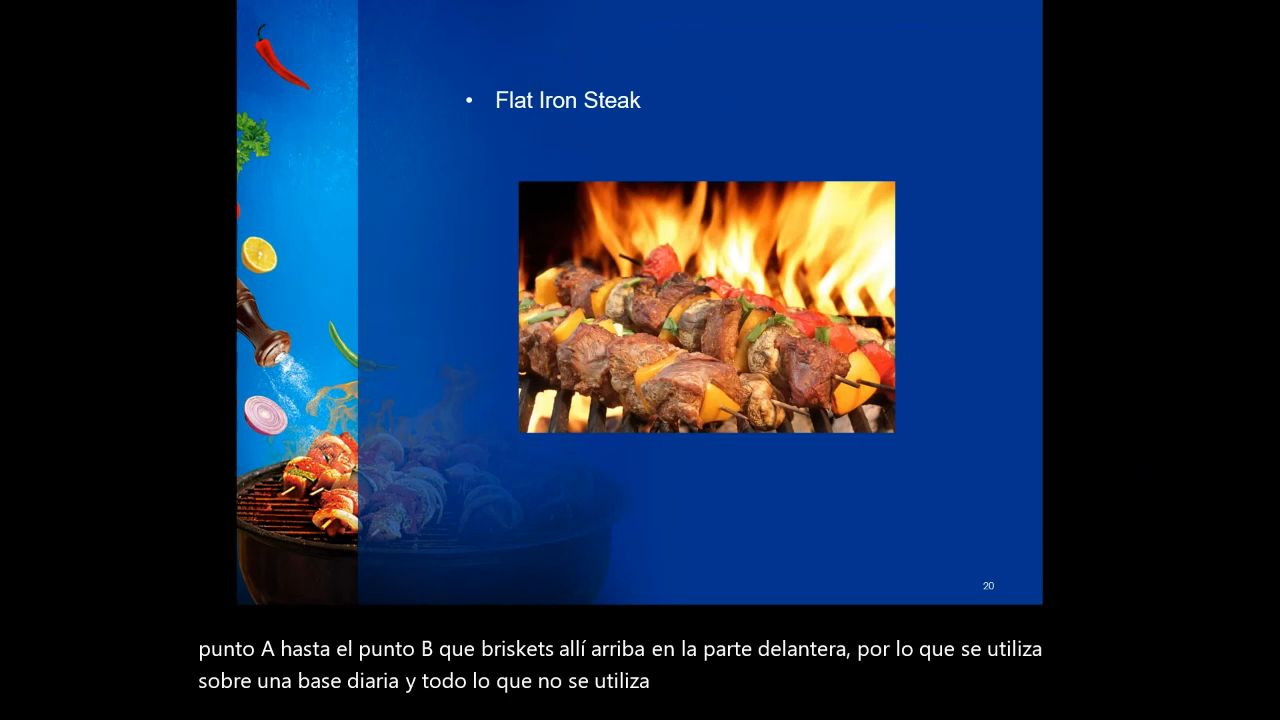 • Flat Iron Steak
20
punto A hasta el punto B que briskets allí arriba en la parte delantera, por lo que se utiliza
sobre una base diaria y todo lo que no se utiliza